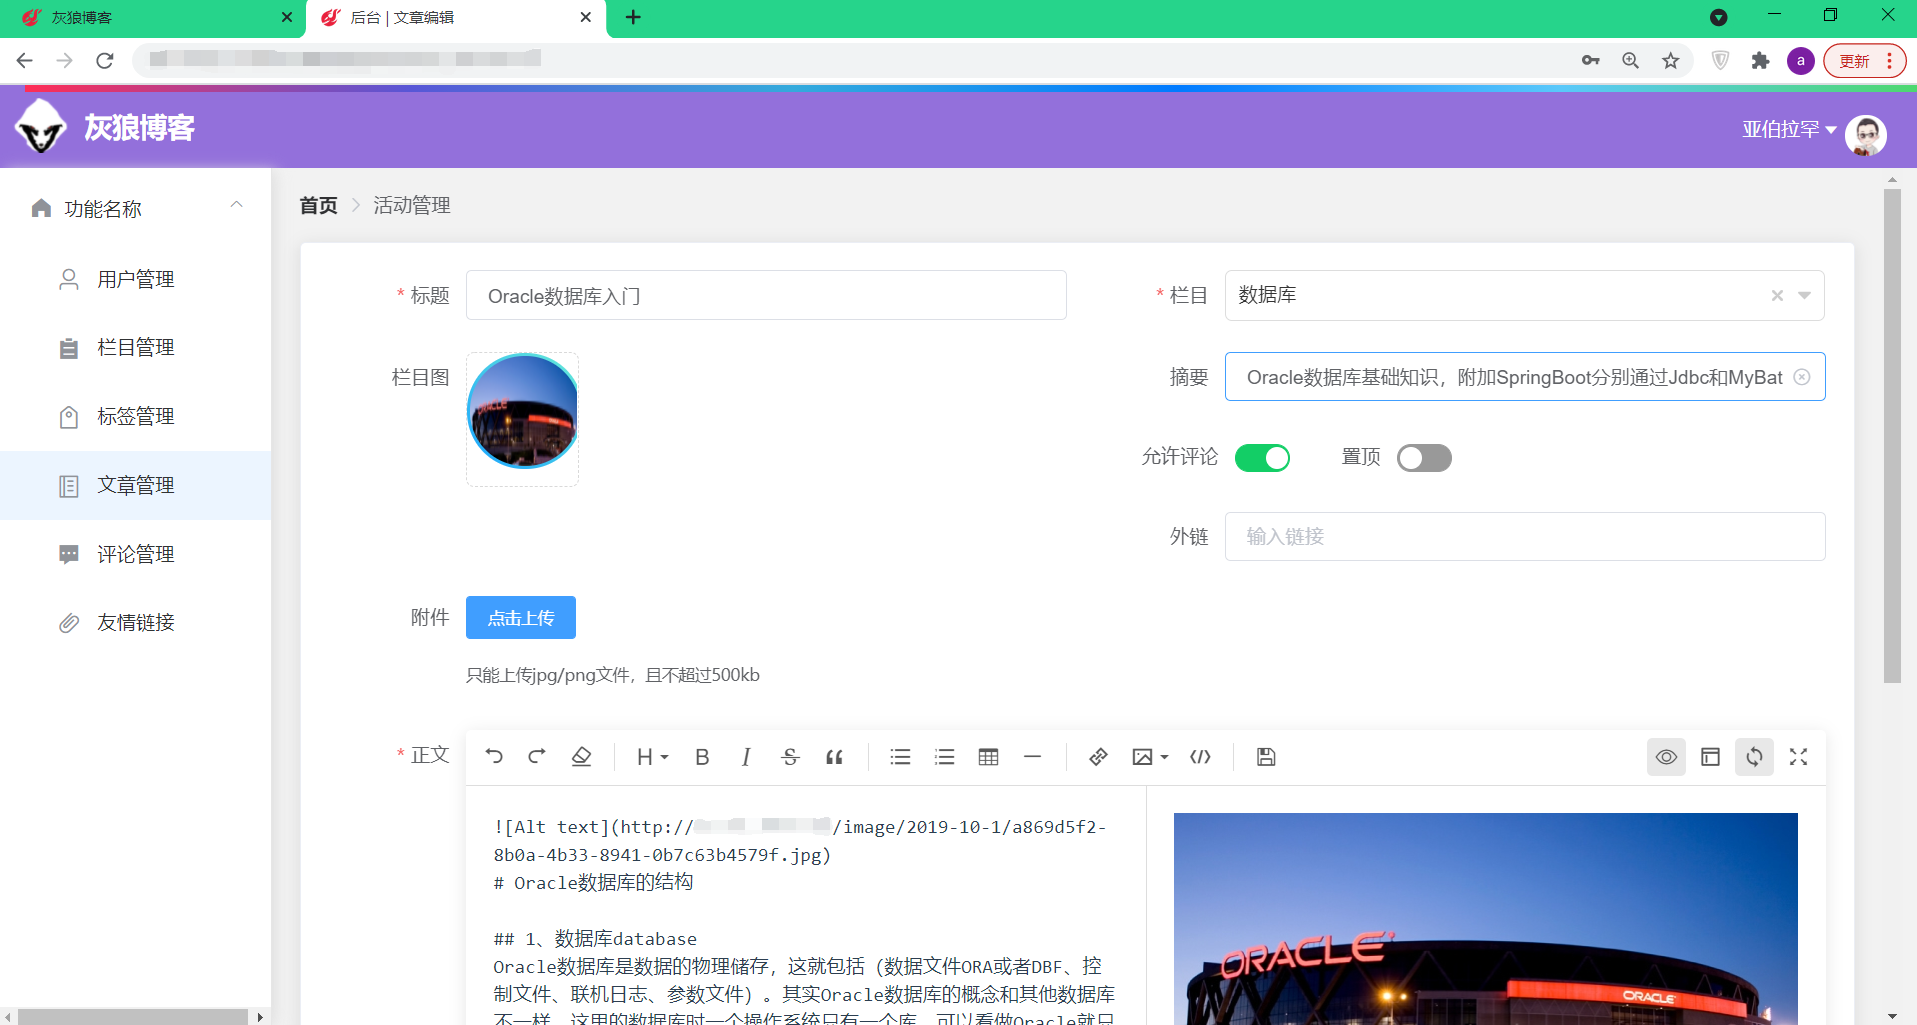 灰狼博客
后台 | 文章编辑
a
更新
灰狼博客
亚伯拉罕
功能名称
用户管理
栏目管理
标签管理
文章管理
评论管理
友情链接
首页 > 活动管理
* 标题 Oracle数据库入门
* 栏目 数据库
栏目图
ORACLE
摘要 Oracle数据库基础知识，附加SpringBoot分别通过Jdbc和MyBat
允许评论 置顶
外链 输入链接
附件 点击上传
只能上传jpg/png文件，且不超过500kb
* 正文
H B I S
![Alt text](http:// /image/2019-10-1/a869d5f2-
8b0a-4b33-8941-0b7c63b4579f.jpg)
# Oracle数据库的结构
## 1、数据库database
Oracle数据库是数据的物理储存，这就包括（数据文件ORA或者DBF、控
制文件、联机日志、参数文件）。其实Oracle数据库的概念和其他数据库
不一样，这里的数据库时一个操作系统只有一个库，可以看做Oracle就只
ORACLE
ORACLE